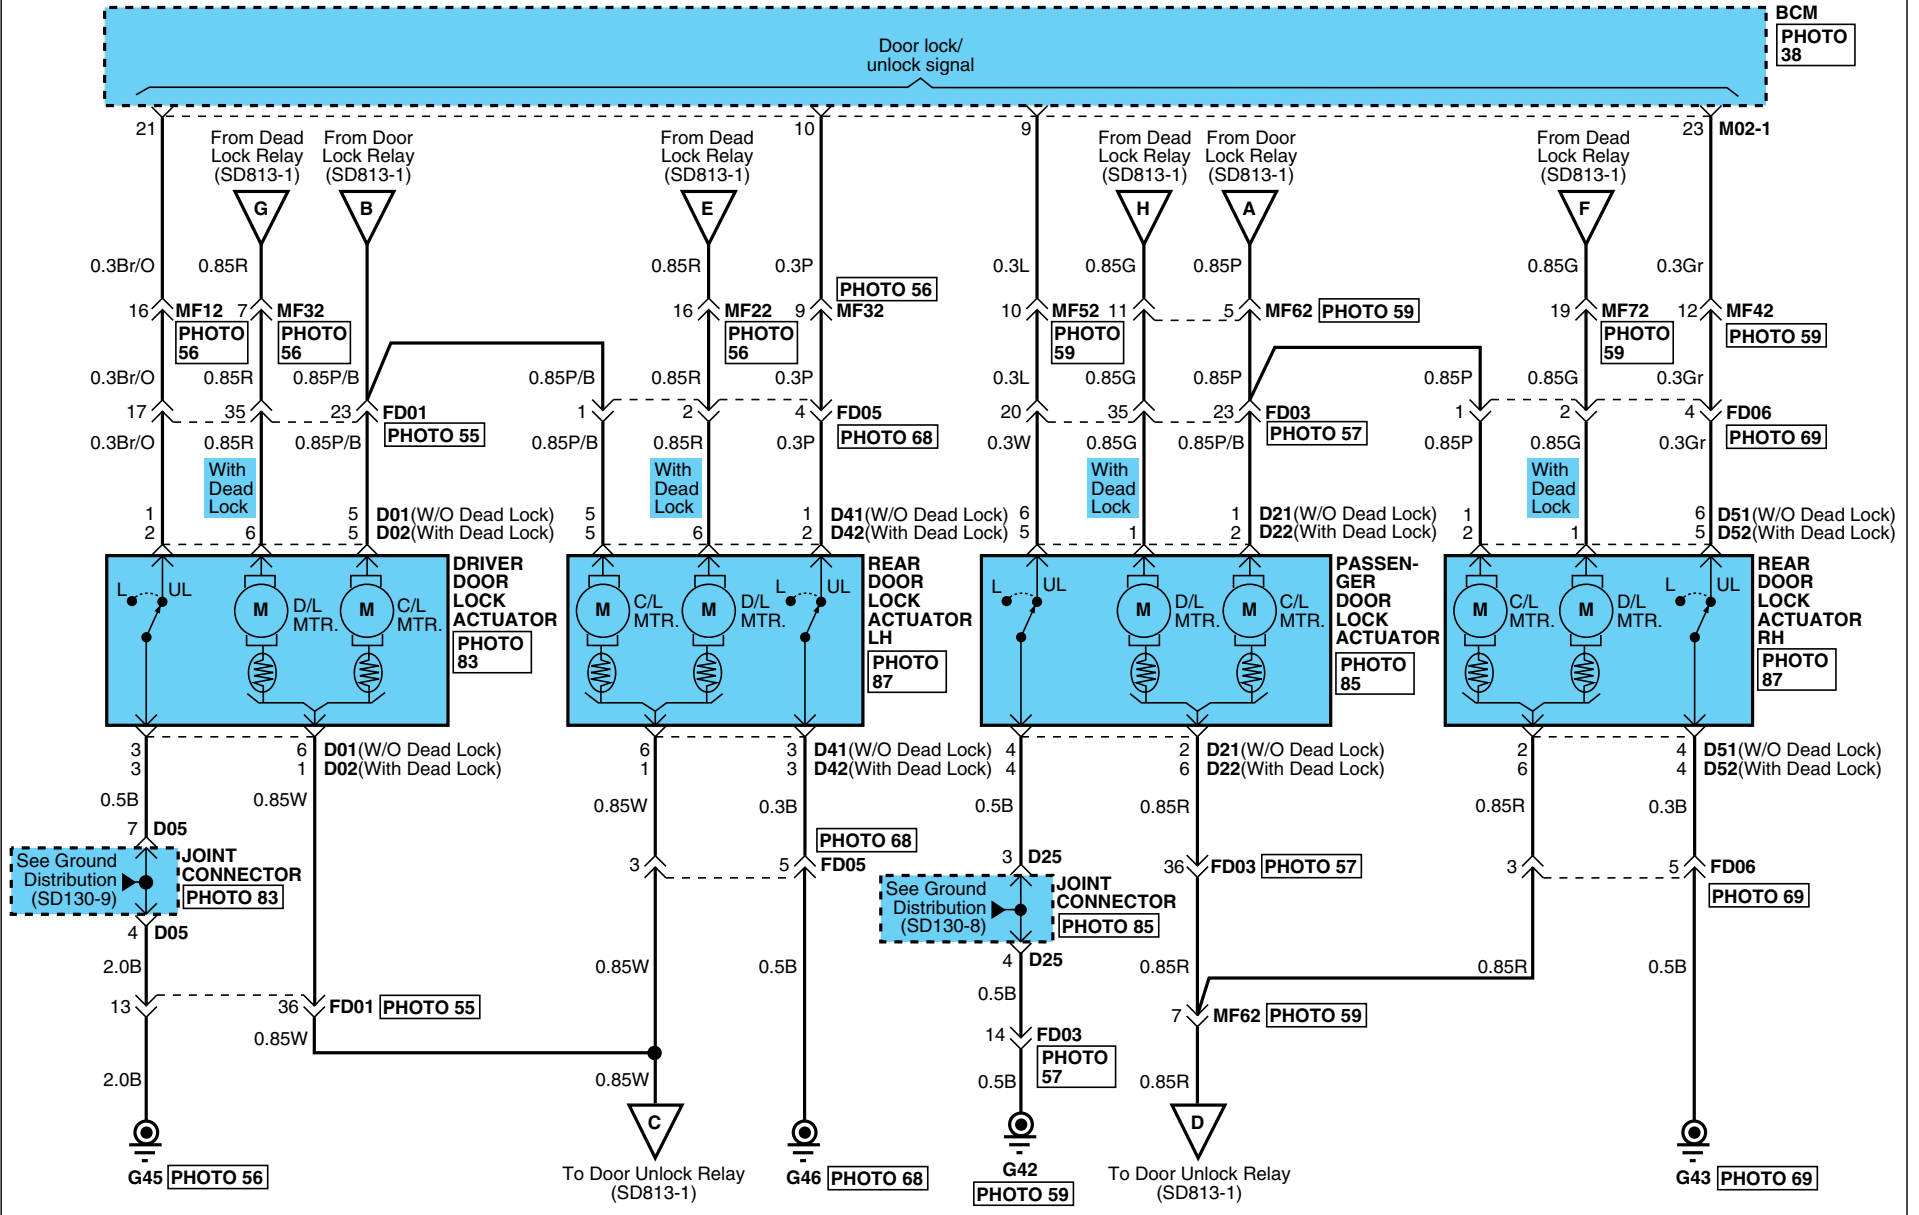 BCM
PHOTO
38
Door lock/
unlock signal
21
10
9
23
M02-1
From Dead
Lock Relay
(SD813-1)
G
From Door
Lock Relay
(SD813-1)
B
From Dead
Lock Relay
(SD813-1)
E
From Dead
Lock Relay
(SD813-1)
H
From Door
Lock Relay
(SD813-1)
A
From Dead
Lock Relay
(SD813-1)
F
0.3Br/O 0.85R 0.85R 0.3P 0.3L 0.85G 0.85P 0.85G 0.3Gr
PHOTO 56
16 MF12 7 MF32 16 MF22 9 MF32 10 MF52 11 5 MF62 PHOTO 59 19 MF72 12 MF42
PHOTO
56
PHOTO
56
PHOTO
56
PHOTO
59
PHOTO
59
PHOTO 59
0.3Br/O 0.85R 0.85P/B 0.85P/B 0.85R 0.3P 0.3L 0.85G 0.85P 0.85P 0.85G 0.3Gr
17 35 23 FD01 1 2 4 FD05 20 35 23 FD03 1 2 4 FD06
PHOTO 55 PHOTO 68 PHOTO 57 PHOTO 69
0.3Br/O 0.85R 0.85P/B 0.85P/B 0.85R 0.3P 0.3W 0.85G 0.85P/B 0.85P 0.85G 0.3Gr
With
Dead
Lock
With
Dead
Lock
With
Dead
Lock
With
Dead
Lock
1 5 D01(W/O Dead Lock) 5 1 D41(W/O Dead Lock) 6 1 D21(W/O Dead Lock) 1 6 D51(W/O Dead Lock)
2 6 5 D02(With Dead Lock) 5 6 2 D42(With Dead Lock) 5 1 2 D22(With Dead Lock) 2 1 5 D52(With Dead Lock)
L UL
M D/L
MTR.
M C/L
MTR.
DRIVER
DOOR
LOCK
ACTUATOR
PHOTO
83
M C/L
MTR.
M D/L
MTR.
L UL
REAR
DOOR
LOCK
ACTUATOR
LH
PHOTO
87
L UL
M D/L
MTR.
M C/L
MTR.
PASSEN-
GER
DOOR
LOCK
ACTUATOR
PHOTO
85
M C/L
MTR.
M D/L
MTR.
L UL
REAR
DOOR
LOCK
ACTUATOR
RH
PHOTO
87
3 6 D01(W/O Dead Lock) 6 3 D41(W/O Dead Lock) 4 2 D21(W/O Dead Lock) 2 4 D51(W/O Dead Lock)
3 1 D02(With Dead Lock) 1 3 D42(With Dead Lock) 4 6 D22(With Dead Lock) 6 4 D52(With Dead Lock)
0.5B 0.85W 0.85W 0.3B 0.5B 0.85R 0.85R 0.3B
7 D05
See Ground
Distribution
(SD130-9)
JOINT
CONNECTOR
PHOTO 83
4 D05
PHOTO 68
3 5 FD05
3 D25
See Ground
Distribution
(SD130-8)
JOINT
CONNECTOR
PHOTO 85
4 D25
36 FD03 PHOTO 57
3 5 FD06
PHOTO 69
2.0B 0.85W 0.5B 0.85R 0.85R 0.5B
0.5B
13 36 FD01 PHOTO 55
7 MF62 PHOTO 59
0.85W
14 FD03
PHOTO
57
2.0B 0.85W 0.5B 0.85R
C
D
G45 PHOTO 56
To Door Unlock Relay
(SD813-1)
G46 PHOTO 68
G42
PHOTO 59
To Door Unlock Relay
(SD813-1)
G43 PHOTO 69